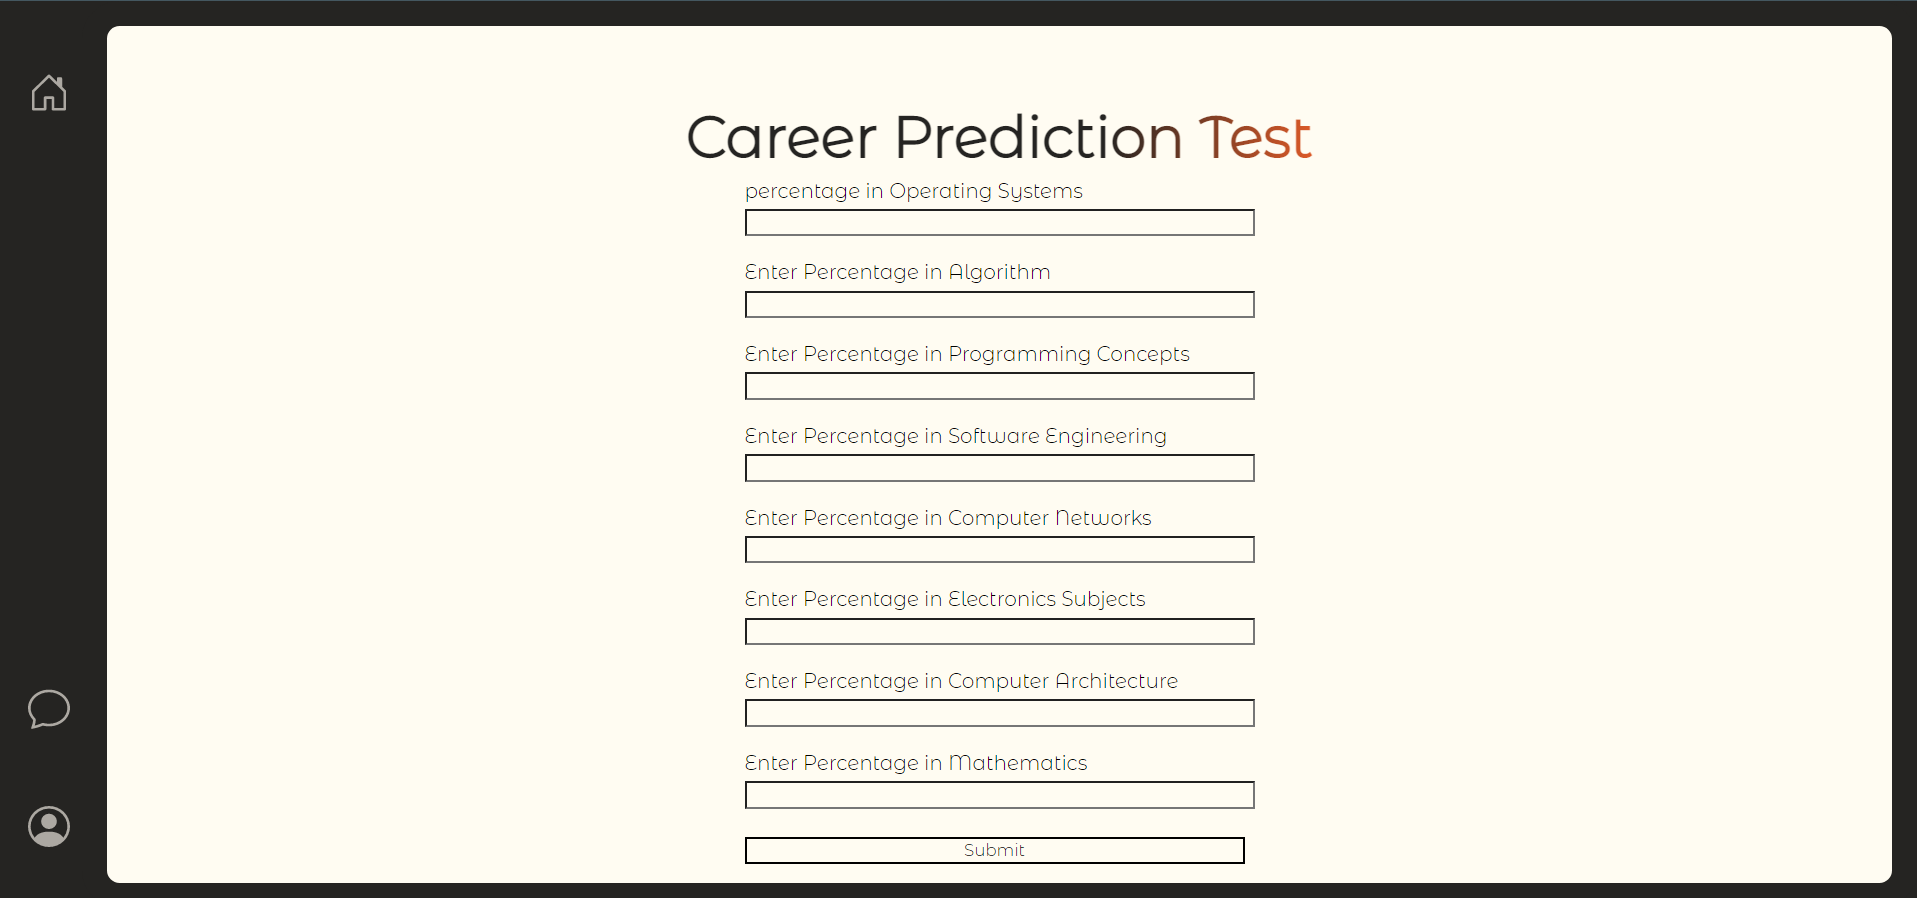 Career Prediction Test
percentage in Operating Systems
Enter Percentage in Algorithm
Enter Percentage in Programming Concepts
Enter Percentage in Software Engineering
Enter Percentage in Computer Networks
Enter Percentage in Electronics Subjects
Enter Percentage in Computer Architecture
Enter Percentage in Mathematics
Submit